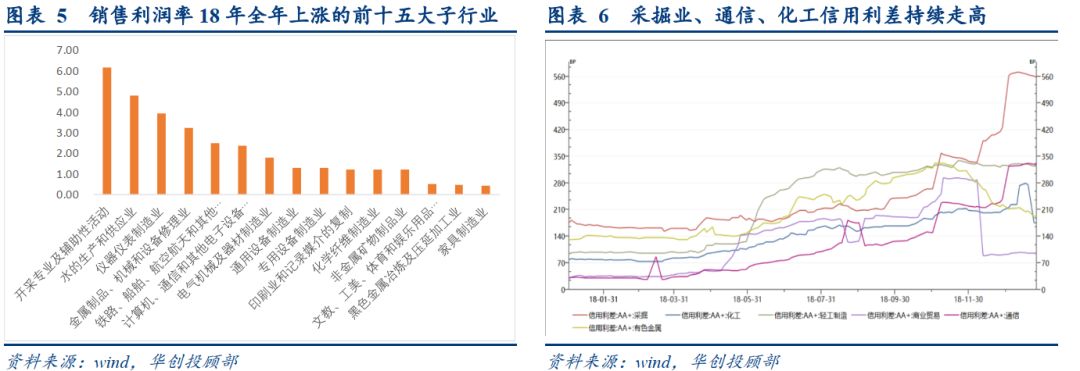 图表 5 销售利润率 18 年全年上涨的前十五大子行业
7.00
6.00
5.00
4.00
3.00
2.00
1.00
0.00
开采专业及辅助性活动
水的生产和供应业
仪器仪表制造业
金属制品、机械和设备修理业
铁路、船舶、航空航天和其他…
计算机、通信和其他电子设备…
电气机械及器材制造业
通用设备制造业
专用设备制造业
印刷业和记录媒介的复制
化学纤维制造业
非金属矿物制品业
文教、工美、体育和娱乐用品…
黑色金属冶炼及压延加工业
家具制造业
资料来源：wind，华创投顾部
图表 6 采掘业、通信、化工信用利差持续走高
BP BP
560 560
490 490
420 420
350 350
280 280
210 210
140 140
70 70
0 0
18-01-31 18-03-31 18-05-31 18-07-31 18-09-30 18-11-30
信用利差:AA+:采掘 信用利差:AA+:化工 信用利差:AA+:轻工制造 信用利差:AA+:商业贸易 信用利差:AA+:通信
信用利差:AA+:有色金属
资料来源：wind，华创投顾部